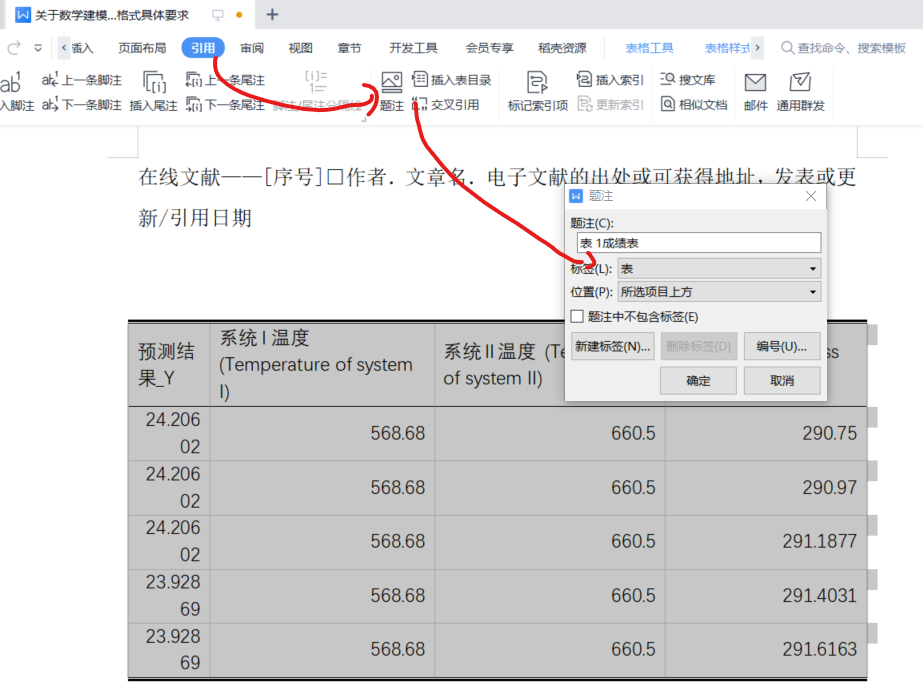 关于数学建模...格式具体要求
插入 页面布局 引用 审阅 视图 章节 开发工具 会员专享 稻壳资源 表格工具 表格样式 查找命令、搜索模板
ab 上一条脚注 上一条尾注 插入表目录 插入索引 搜文库
入脚注 下一条脚注 插入尾注 下一条尾注 脚注/尾注分隔线 题注 交叉引用 标记索引项 更新索引 相似文档 邮件 通用群发
在线文献——[序号]□作者. 文章名. 电子文献的出处或可获得地址, 发表或更
新/引用日期
题注
题注(C):
表 1成绩表
标签(L): 表
位置(P): 所选项目上方
题注中不包含标签(E)
新建标签(N)... 删除标签(D) 编号(U)...
确定 取消
预测结果_Y 系统Ⅰ温度 (Temperature of system I) 系统Ⅱ温度 (Te of system II) ss
24.20602 568.68 660.5 290.75
24.20602 568.68 660.5 290.97
24.20602 568.68 660.5 291.1877
23.92869 568.68 660.5 291.4031
23.92869 568.68 660.5 291.6163